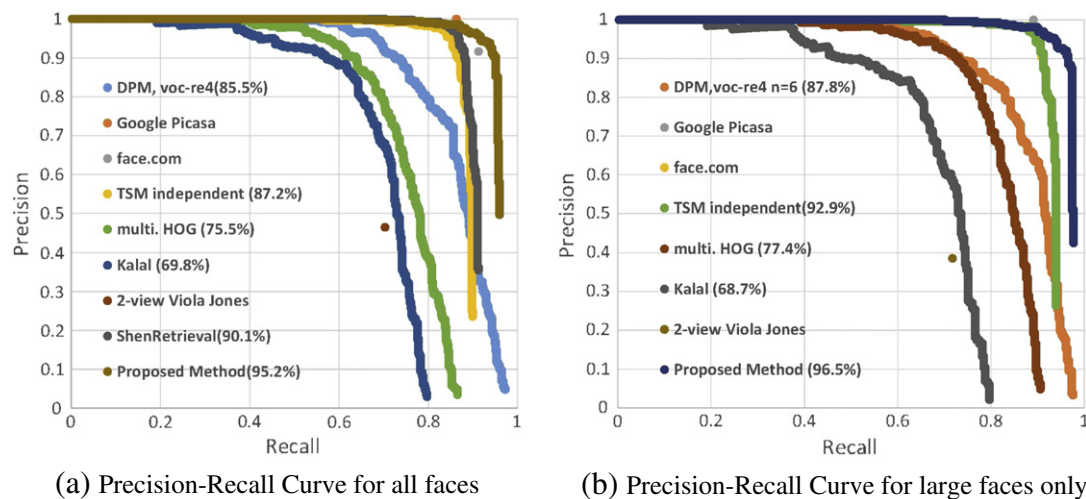 1
0.9
0.8
0.7
0.6
0.5
0.4
0.3
0.2
0.1
0
Precision
DPM, voc-re4(85.5%)
Google Picasa
face.com
TSM independent (87.2%)
multi. HOG (75.5%)
Kalal (69.8%)
2-view Viola Jones
ShenRetrieval(90.1%)
Proposed Method(95.2%)
0 0.2 0.4 0.6 0.8 1
Recall
(a) Precision-Recall Curve for all faces
1
0.9
0.8
0.7
0.6
0.5
0.4
0.3
0.2
0.1
0
Precision
DPM,voc-re4 n=6 (87.8%)
Google Picasa
face.com
TSM independent(92.9%)
multi. HOG (77.4%)
Kalal (68.7%)
2-view Viola Jones
Proposed Method (96.5%)
0 0.2 0.4 0.6 0.8 1
Recall
(b) Precision-Recall Curve for large faces only